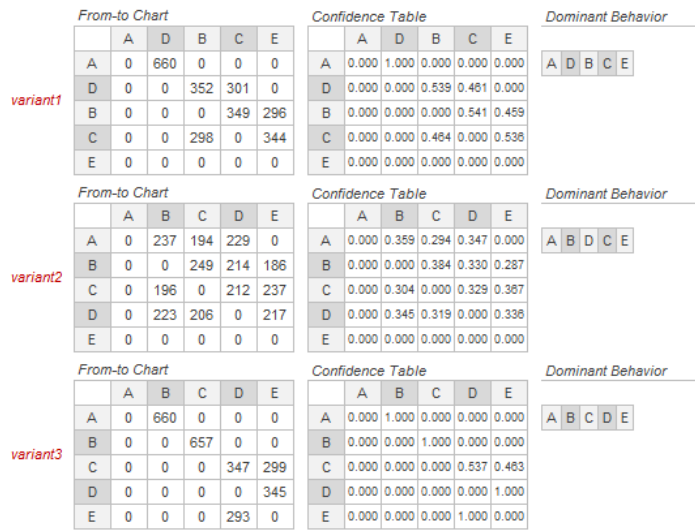 From-to Chart Confidence Table Dominant Behavior
A D B C E A D B C E
A 0 660 0 0 0 A 0.000 1.000 0.000 0.000 0.000 A D B C E
D 0 0 352 301 0 D 0.000 0.000 0.539 0.461 0.000
variant1
B 0 0 0 349 296 B 0.000 0.000 0.000 0.541 0.459
C 0 0 298 0 344 C 0.000 0.000 0.464 0.000 0.536
E 0 0 0 0 0 E 0.000 0.000 0.000 0.000 0.000
From-to Chart Confidence Table Dominant Behavior
A B C D E A B C D E
A 0 237 194 229 0 A 0.000 0.359 0.294 0.347 0.000 A B D C E
B 0 0 249 214 186 B 0.000 0.000 0.384 0.330 0.287
variant2
C 0 196 0 212 237 C 0.000 0.304 0.000 0.329 0.367
D 0 223 206 0 217 D 0.000 0.345 0.319 0.000 0.336
E 0 0 0 0 0 E 0.000 0.000 0.000 0.000 0.000
From-to Chart Confidence Table Dominant Behavior
A B C D E A B C D E
A 0 660 0 0 0 A 0.000 1.000 0.000 0.000 0.000 A B C D E
B 0 0 657 0 0 B 0.000 0.000 1.000 0.000 0.000
variant3
C 0 0 0 347 299 C 0.000 0.000 0.000 0.537 0.463
D 0 0 0 0 345 D 0.000 0.000 0.000 0.000 1.000
E 0 0 0 293 0 E 0.000 0.000 0.000 1.000 0.000